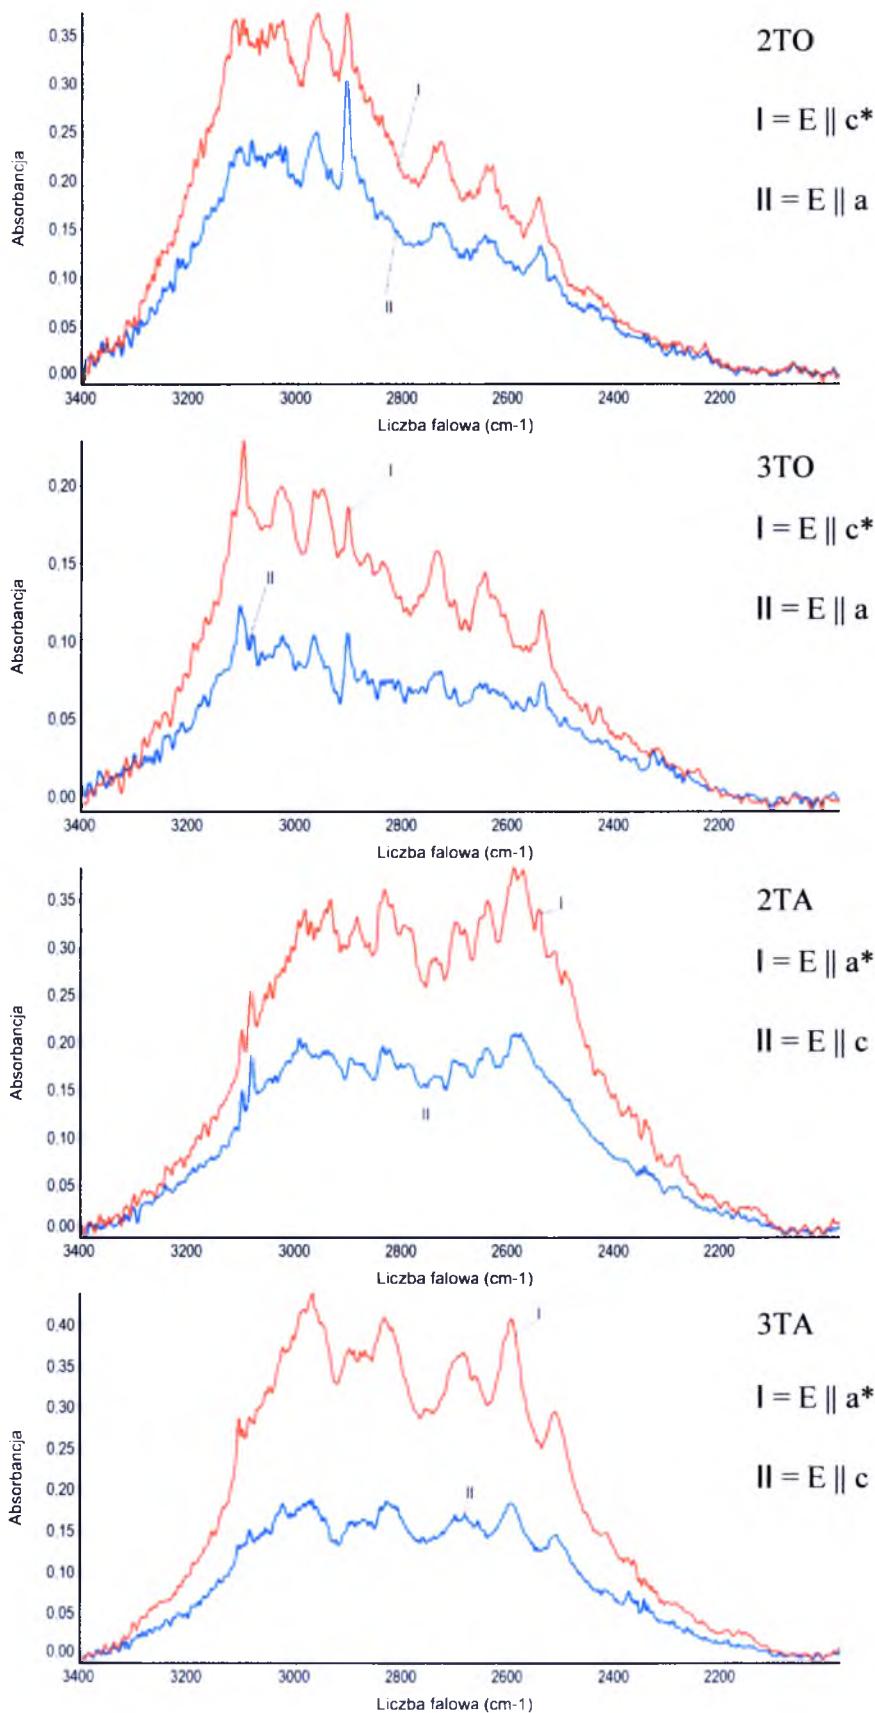 Absorbancja
0.35
0.30
0.25
0.20
0.15
0.10
0.05
0.00
3400 3200 3000 2800 2600 2400 2200
Liczba falowa (cm-1)
I
II
2TO
I = E || c*
II = E || a
Absorbancja
0.20
0.15
0.10
0.05
0.00
3400 3200 3000 2800 2600 2400 2200
Liczba falowa (cm-1)
I
II
3TO
I = E || c*
II = E || a
Absorbancja
0.35
0.30
0.25
0.20
0.15
0.10
0.05
0.00
3400 3200 3000 2800 2600 2400 2200
Liczba falowa (cm-1)
I
II
2TA
I = E || a*
II = E || c
Absorbancja
0.40
0.35
0.30
0.25
0.20
0.15
0.10
0.05
0.00
3400 3200 3000 2800 2600 2400 2200
Liczba falowa (cm-1)
I
II
3TA
I = E || a*
II = E || c